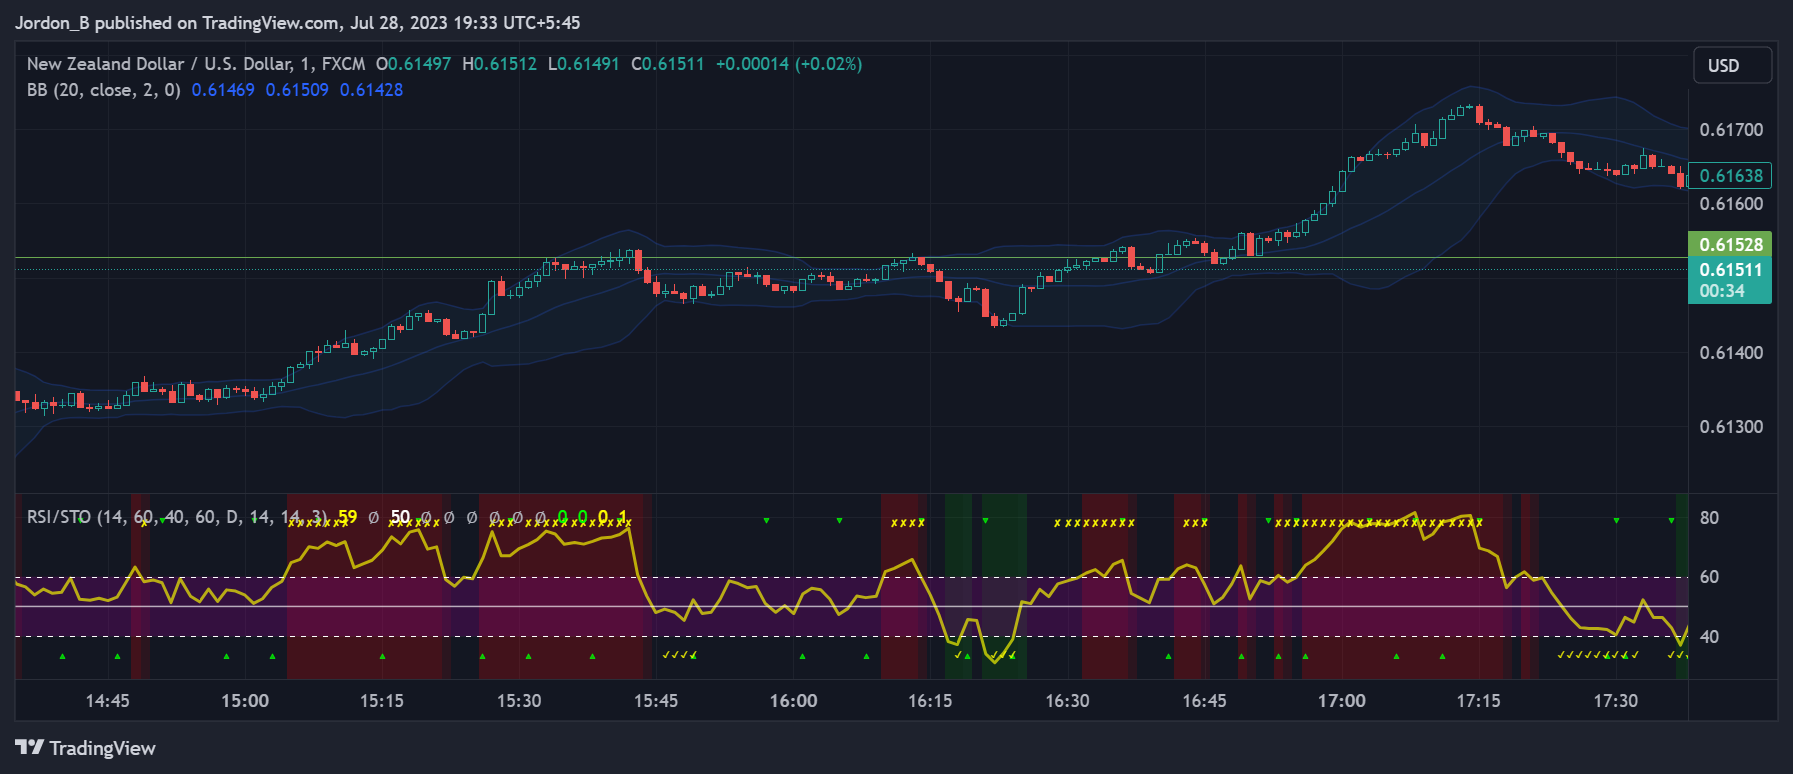 Jordon_B published on TradingView.com, Jul 28, 2023 19:33 UTC+5:45
New Zealand Dollar / U.S. Dollar, 1, FXCM O0.61497 H0.61512 L0.61491 C0.61511 +0.00014 (+0.02%)
BB (20, close, 2, 0) 0.61469 0.61509 0.61428
USD
0.61700
0.61638
0.61600
0.61528
0.61511
00:34
0.61400
0.61300
RSI/STO (14, 60, 40, 60, D, 14, 14, 3) 59 Ø 50 Ø Ø Ø Ø Ø Ø 0 0 0 1
80
60
40
14:45 15:00 15:15 15:30 15:45 16:00 16:15 16:30 16:45 17:00 17:15 17:30
TradingView